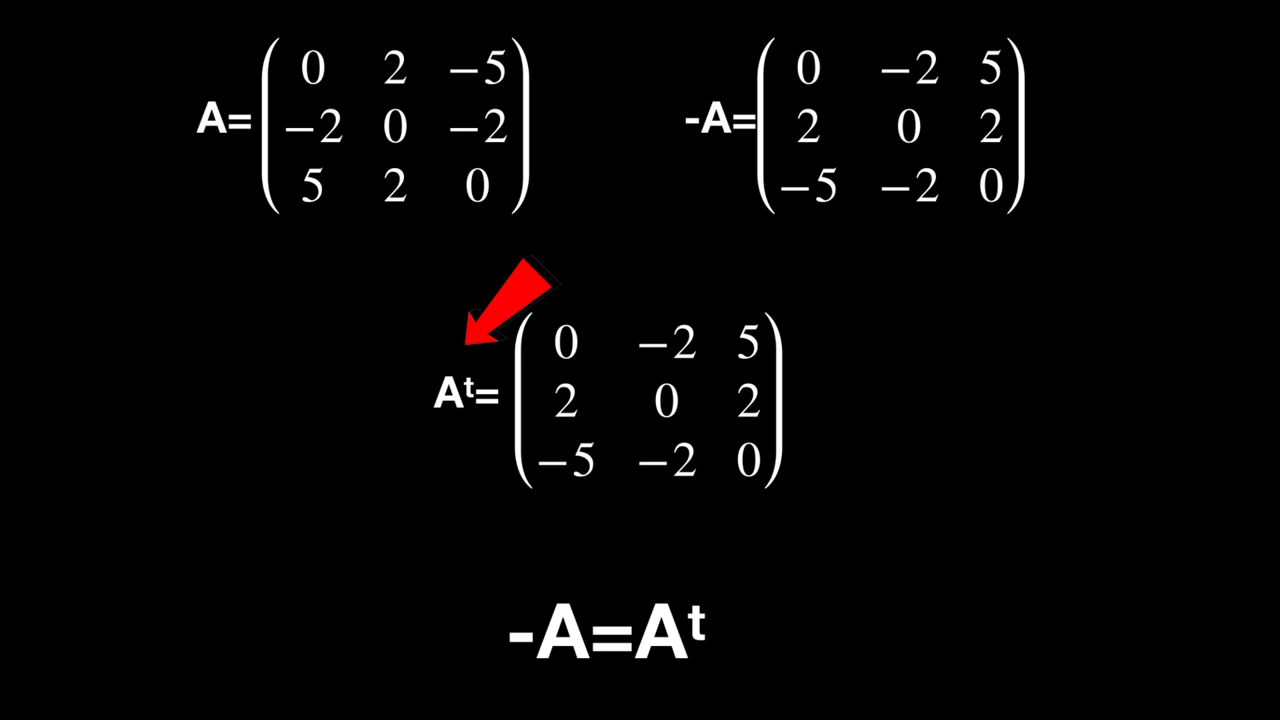 A= ( 0 2 −5 ) -A= ( 0 −2 5 )
( −2 0 −2 ) ( 2 0 2 )
( 5 2 0 ) ( −5 −2 0 )
Aᵗ= ( 0 −2 5 )
( 2 0 2 )
( −5 −2 0 )
-A=Aᵗ